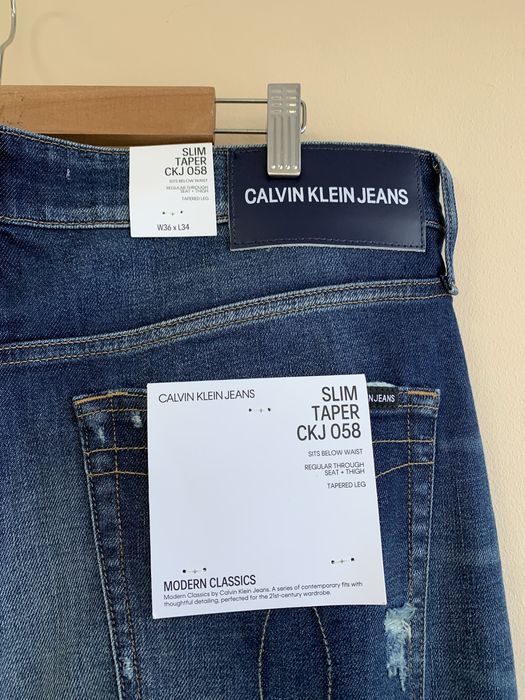 SLIM
TAPER
CKJ 058
SITS BELOW WAIST
REGULAR THROUGH
SEAT + THIGH
TAPERED LEG
W36 x L34
CALVIN KLEIN JEANS
CALVIN KLEIN JEANS
SLIM
TAPER
CKJ 058
SITS BELOW WAIST
REGULAR THROUGH
SEAT + THIGH
TAPERED LEG
N JEANS
MODERN CLASSICS
Modern Classics by Calvin Klein Jeans. A series of contemporary fits with
thoughtful detailing, perfected for the 21st-century wardrobe.